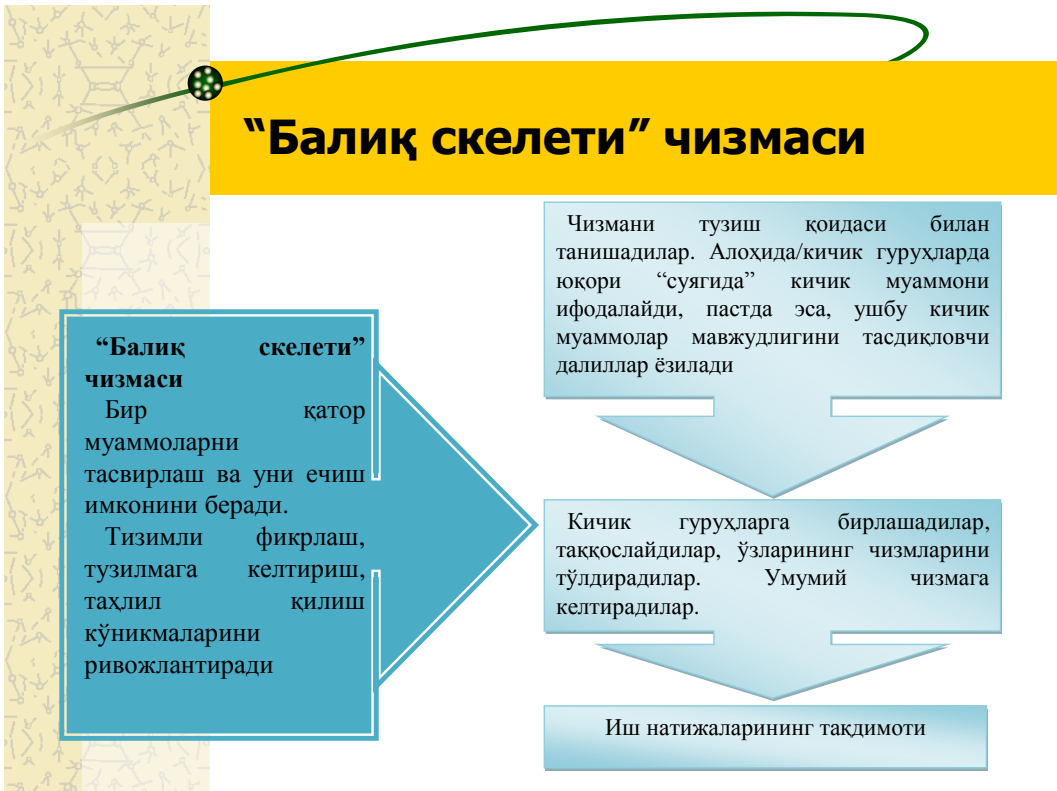 “Балиқ скелети” чизмаси
“Балиқ скелети”
чизмаси
Бир қатор
муаммоларни
тасвирлаш ва уни ечиш
имконини беради.
Тизимли фикрлаш,
тузилмага келтириш,
таҳлил қилиш
кўникмаларини
ривожлантиради
Чизмани тузиш қоидаси билан
танишадилар. Алоҳида/кичик гуруҳларда
юқори “суягида” кичик муаммони
ифодалайди, пастда эса, ушбу кичик
муаммолар мавжудлигини тасдиқловчи
далиллар ёзилади
Кичик гуруҳларга бирлашадилар,
таққослайдилар, ўзларининг чизмларини
тўлдирадилар. Умумий чизмага
келтирадилар.
Иш натижаларининг тақдимоти